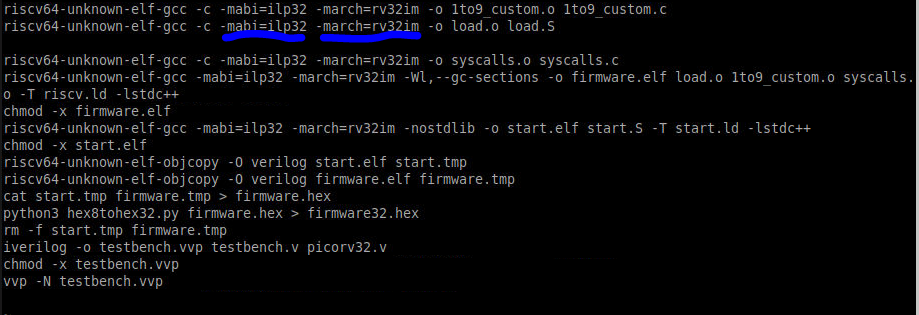 riscv64-unknown-elf-gcc -c -mabi=ilp32 -march=rv32im -o 1to9_custom.o 1to9_custom.c
riscv64-unknown-elf-gcc -c -mabi=ilp32 -march=rv32im -o load.o load.S
riscv64-unknown-elf-gcc -c -mabi=ilp32 -march=rv32im -o syscalls.o syscalls.c
riscv64-unknown-elf-gcc -mabi=ilp32 -march=rv32im -Wl,--gc-sections -o firmware.elf load.o 1to9_custom.o syscalls.
o -T riscv.ld -lstdc++
chmod -x firmware.elf
riscv64-unknown-elf-gcc -mabi=ilp32 -march=rv32im -nostdlib -o start.elf start.S -T start.ld -lstdc++
chmod -x start.elf
riscv64-unknown-elf-objcopy -O verilog start.elf start.tmp
riscv64-unknown-elf-objcopy -O verilog firmware.elf firmware.tmp
cat start.tmp firmware.tmp > firmware.hex
python3 hex8tohex32.py firmware.hex > firmware32.hex
rm -f start.tmp firmware.tmp
iverilog -o testbench.vvp testbench.v picorv32.v
chmod -x testbench.vvp
vvp -N testbench.vvp